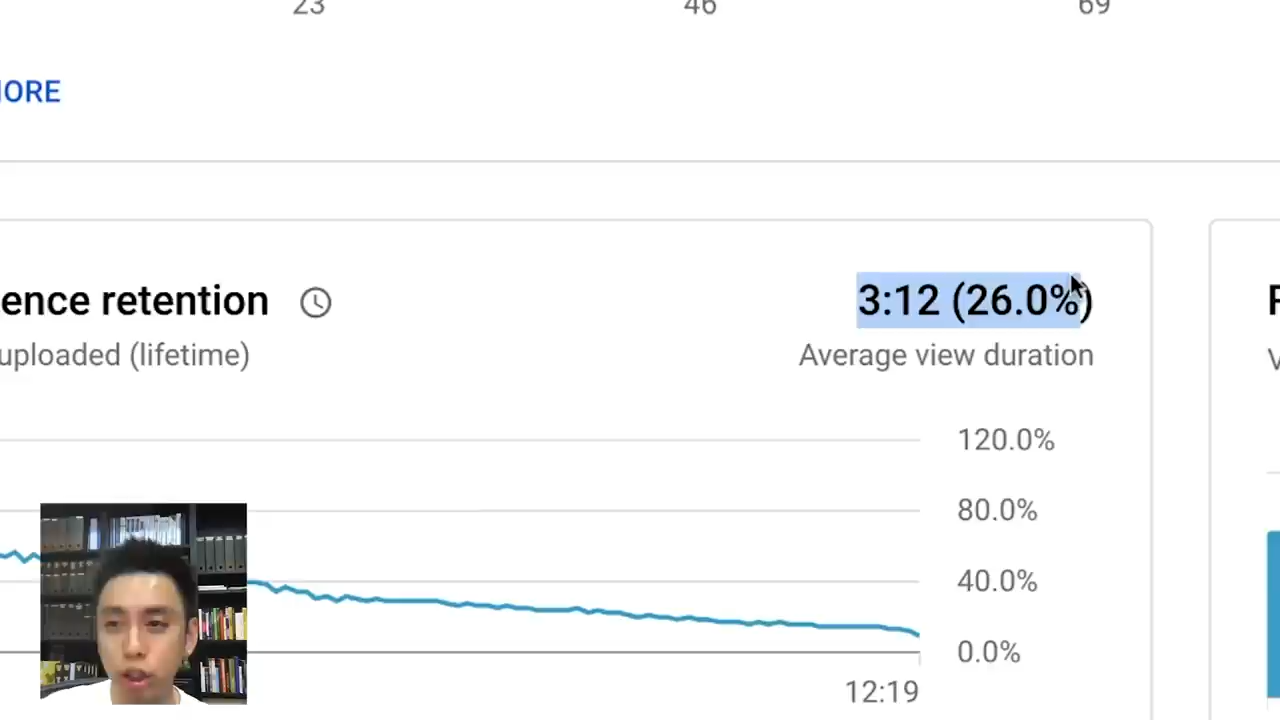 23 46 69
MORE
ence retention
3:12 (26.0%)
uploaded (lifetime)
Average view duration
120.0%
80.0%
40.0%
0.0%
12:19